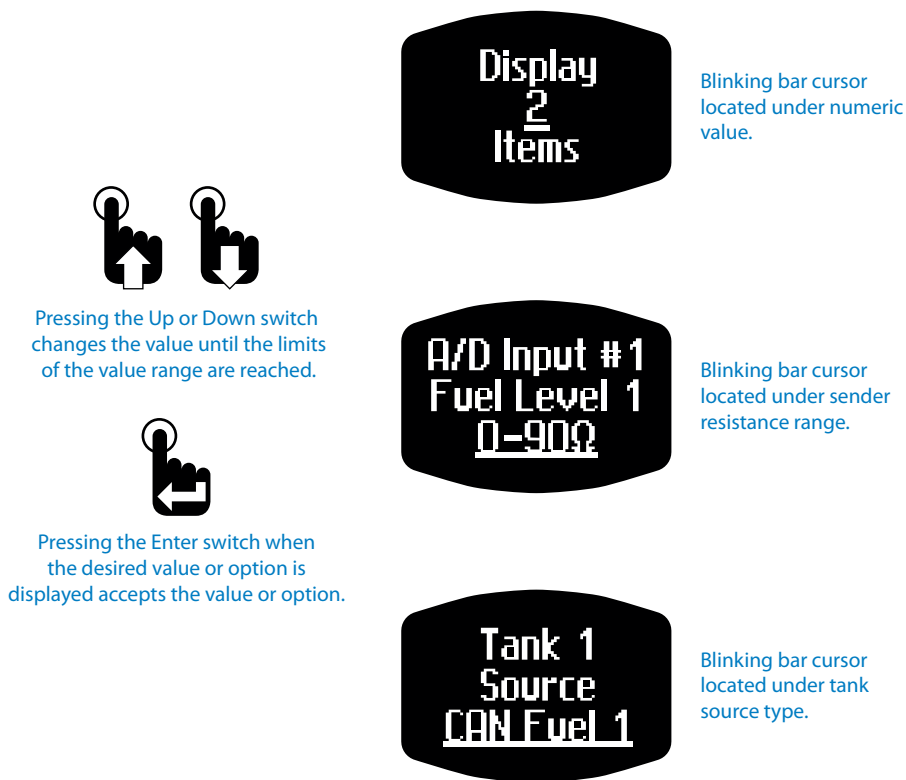 Display
2
Items
Blinking bar cursor
located under numeric
value.
Pressing the Up or Down switch
changes the value until the limits
of the value range are reached.
A/D Input #1
Fuel Level 1
0-90Ω
Blinking bar cursor
located under sender
resistance range.
Pressing the Enter switch when
the desired value or option is
displayed accepts the value or option.
Tank 1
Source
CAN Fuel 1
Blinking bar cursor
located under tank
source type.